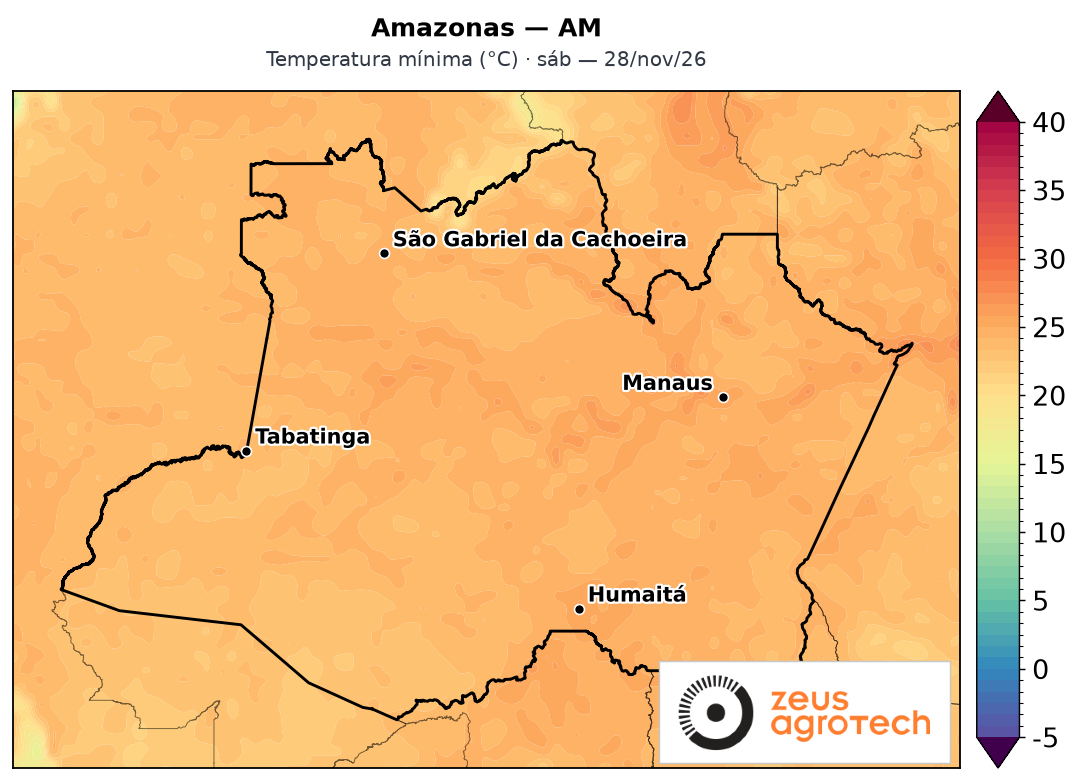 Amazonas — AM
Temperatura mínima (°C) · sáb — 28/nov/26
São Gabriel da Cachoeira
Manaus
Tabatinga
Humaitá
zeus
agrotech
40
35
30
25
20
15
10
5
0
-5